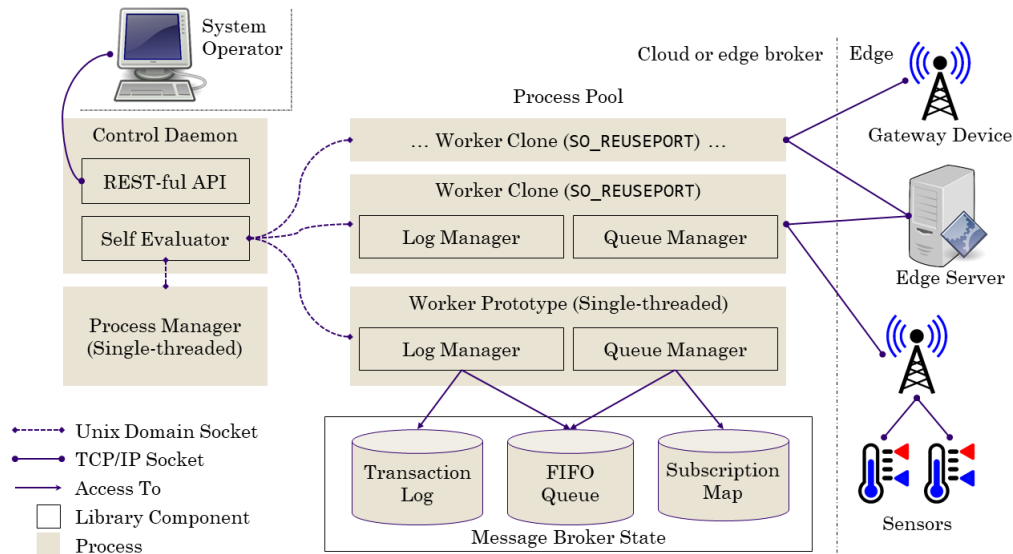 System
Operator
Cloud or edge broker
Edge
Process Pool
Control Daemon
REST-ful API
Self Evaluator
Process Manager
(Single-threaded)
... Worker Clone (SO_REUSEPORT) ...
Worker Clone (SO_REUSEPORT)
Log Manager
Queue Manager
Worker Prototype (Single-threaded)
Log Manager
Queue Manager
Transaction
Log
FIFO
Queue
Subscription
Map
Message Broker State
Gateway Device
Edge Server
Sensors
Unix Domain Socket
TCP/IP Socket
Access To
Library Component
Process